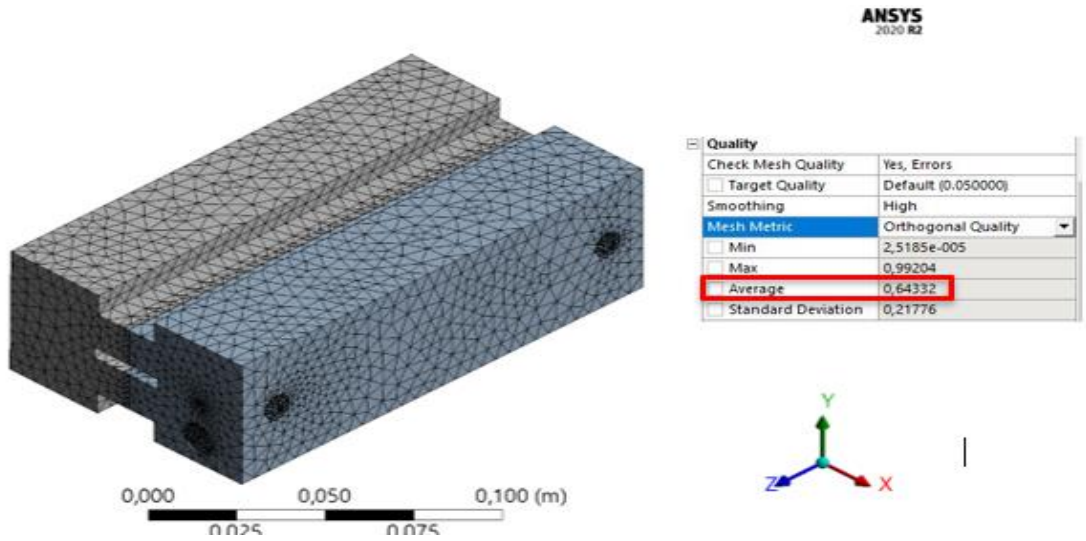 ANSYS
2020 R2
Quality
Check Mesh Quality Yes, Errors
Target Quality Default (0.050000)
Smoothing High
Mesh Metric Orthogonal Quality
Min 2,5185e-005
Max 0,99204
Average 0,64332
Standard Deviation 0,21776
Y
Z X
0,000 0,050 0,100 (m)
0,025 0,075